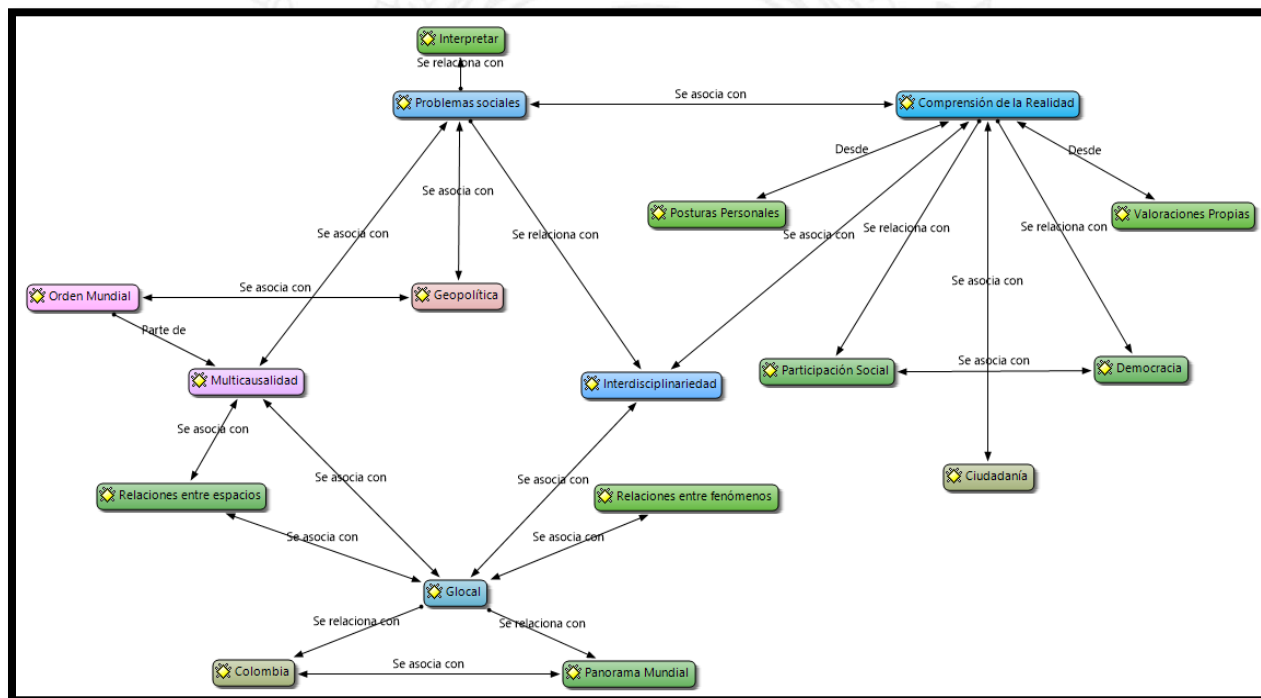 Interpretar
Se relaciona con
Problemas sociales
Se asocia con
Comprensión de la Realidad
Desde
Desde
Se asocia con
Posturas Personales
Valoraciones Propias
Se asocia con
Se relaciona con
Se asocia con
Se relaciona con
Se relaciona con
Se asocia con
Orden Mundial
Se asocia con
Geopolítica
Parte de
Multicausalidad
Interdisciplinariedad
Participación Social
Se asocia con
Democracia
Se asocia con
Se asocia con
Se asocia con
Ciudadanía
Relaciones entre espacios
Relaciones entre fenómenos
Se asocia con
Se asocia con
Glocal
Se relaciona con
Se relaciona con
Colombia
Se asocia con
Panorama Mundial